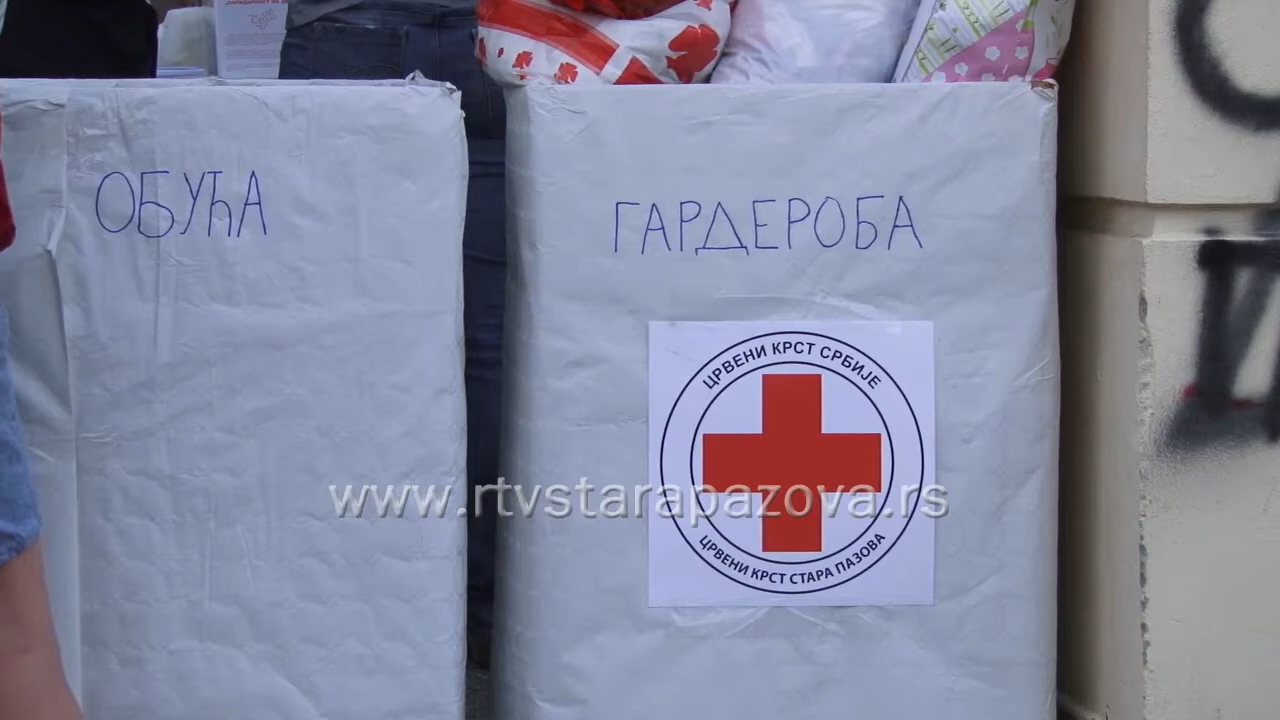 ОБУЋА
ГАРДЕРОБА
ЦРВЕНИ КРСТ СРБИЈЕ
www.rtvstarapazova.rs
ЦРВЕНИ КРСТ СТАРА ПАЗОВА